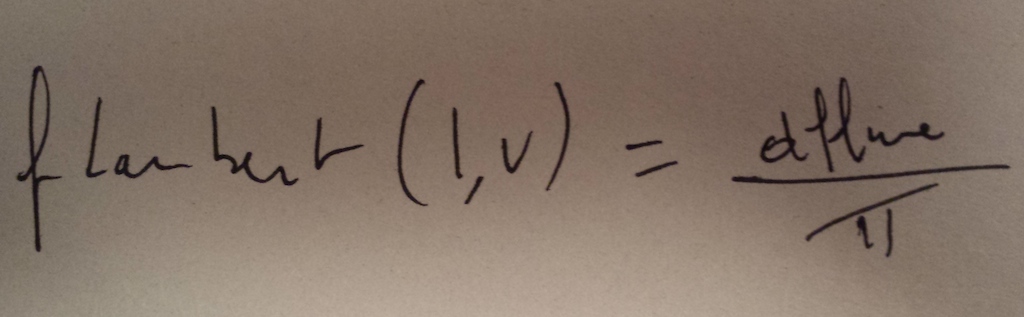 f Lambert (l,v) = diffuse / π